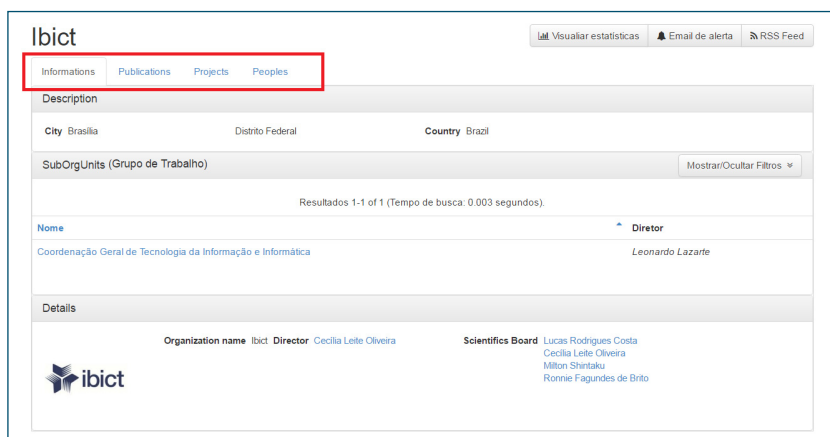 Ibict
Visualiar estatísticas Email de alerta RSS Feed
Informations Publications Projects Peoples
Description
City Brasília Distrito Federal Country Brazil
SubOrgUnits (Grupo de Trabalho) Mostrar/Ocultar Filtros
Resultados 1-1 of 1 (Tempo de busca: 0.003 segundos).
Nome Diretor
Coordenação Geral de Tecnologia da Informação e Informática Leonardo Lazarte
Details
Organization name Ibict Director Cecília Leite Oliveira Scientifics Board Lucas Rodrigues Costa
Cecília Leite Oliveira
Milton Shintaku
Ronnie Fagundes de Brito
ibict